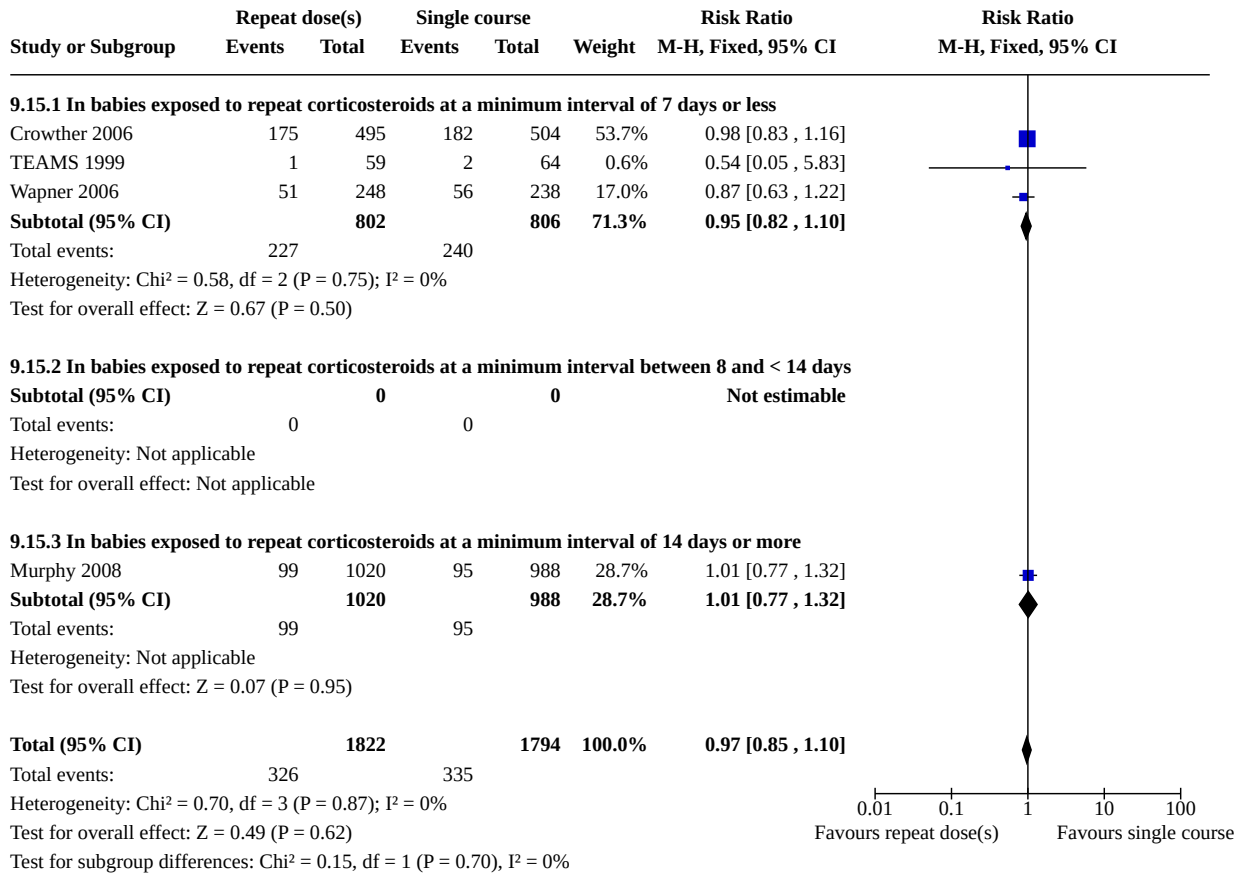 Repeat dose(s) Single course Risk Ratio Risk Ratio
Study or Subgroup Events Total Events Total Weight M-H, Fixed, 95% CI M-H, Fixed, 95% CI
9.15.1 In babies exposed to repeat corticosteroids at a minimum interval of 7 days or less
Crowther 2006 175 495 182 504 53.7% 0.98 [0.83 , 1.16]
TEAMS 1999 1 59 2 64 0.6% 0.54 [0.05 , 5.83]
Wapner 2006 51 248 56 238 17.0% 0.87 [0.63 , 1.22]
Subtotal (95% CI) 802 806 71.3% 0.95 [0.82 , 1.10]
Total events: 227 240
Heterogeneity: Chi² = 0.58, df = 2 (P = 0.75); I² = 0%
Test for overall effect: Z = 0.67 (P = 0.50)
9.15.2 In babies exposed to repeat corticosteroids at a minimum interval between 8 and < 14 days
Subtotal (95% CI) 0 0 Not estimable
Total events: 0 0
Heterogeneity: Not applicable
Test for overall effect: Not applicable
9.15.3 In babies exposed to repeat corticosteroids at a minimum interval of 14 days or more
Murphy 2008 99 1020 95 988 28.7% 1.01 [0.77 , 1.32]
Subtotal (95% CI) 1020 988 28.7% 1.01 [0.77 , 1.32]
Total events: 99 95
Heterogeneity: Not applicable
Test for overall effect: Z = 0.07 (P = 0.95)
Total (95% CI) 1822 1794 100.0% 0.97 [0.85 , 1.10]
Total events: 326 335
Heterogeneity: Chi² = 0.70, df = 3 (P = 0.87); I² = 0% 0.01 0.1 1 10 100
Test for overall effect: Z = 0.49 (P = 0.62) Favours repeat dose(s) Favours single course
Test for subgroup differences: Chi² = 0.15, df = 1 (P = 0.70), I² = 0%